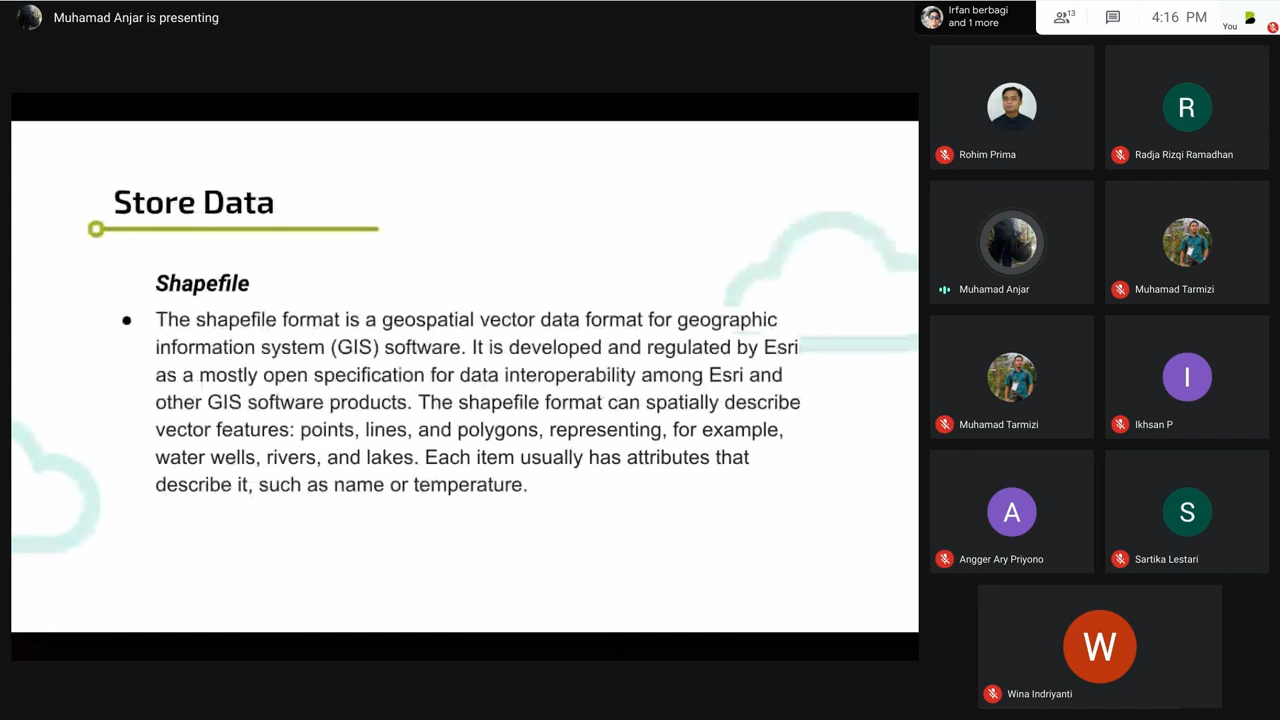 Muhamad Anjar is presenting
Irfan berbagi
and 1 more
13
4:16 PM
You
Store Data
Shapefile
● The shapefile format is a geospatial vector data format for geographic
information system (GIS) software. It is developed and regulated by Esri
as a mostly open specification for data interoperability among Esri and
other GIS software products. The shapefile format can spatially describe
vector features: points, lines, and polygons, representing, for example,
water wells, rivers, and lakes. Each item usually has attributes that
describe it, such as name or temperature.
Rohim Prima
R
Radja Rizqi Ramadhan
Muhamad Anjar
Muhamad Tarmizi
Muhamad Tarmizi
I
Ikhsan P
A
Angger Ary Priyono
S
Sartika Lestari
W
Wina Indriyanti